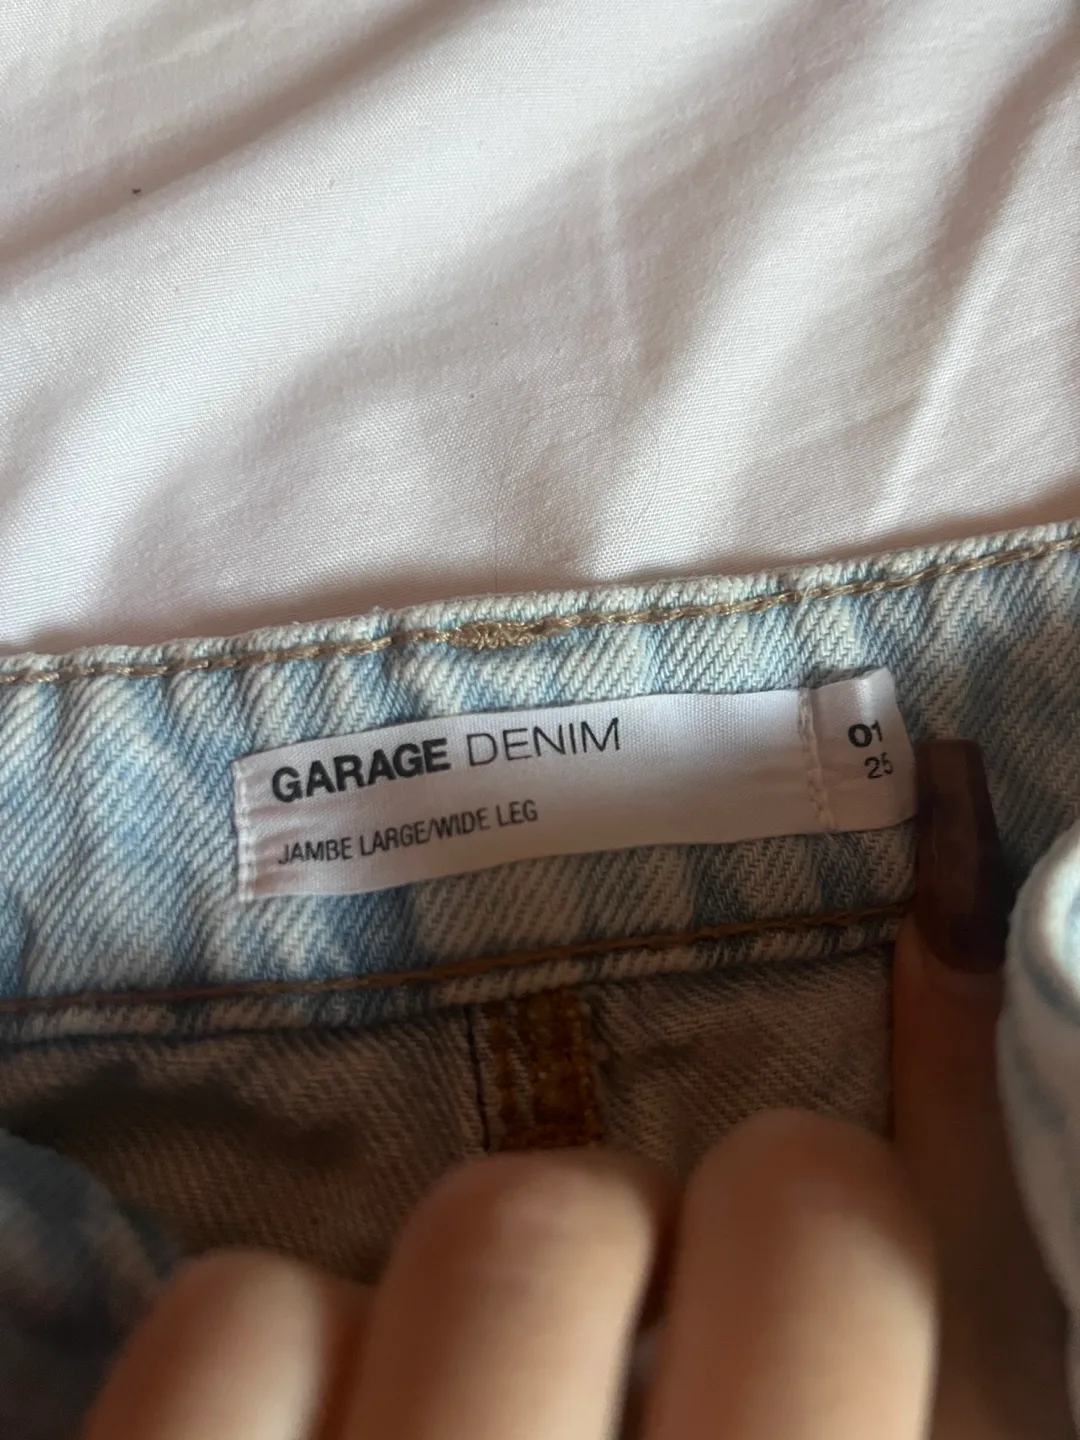 GARAGE DENIM
JAMBE LARGE/WIDE LEG
01
25